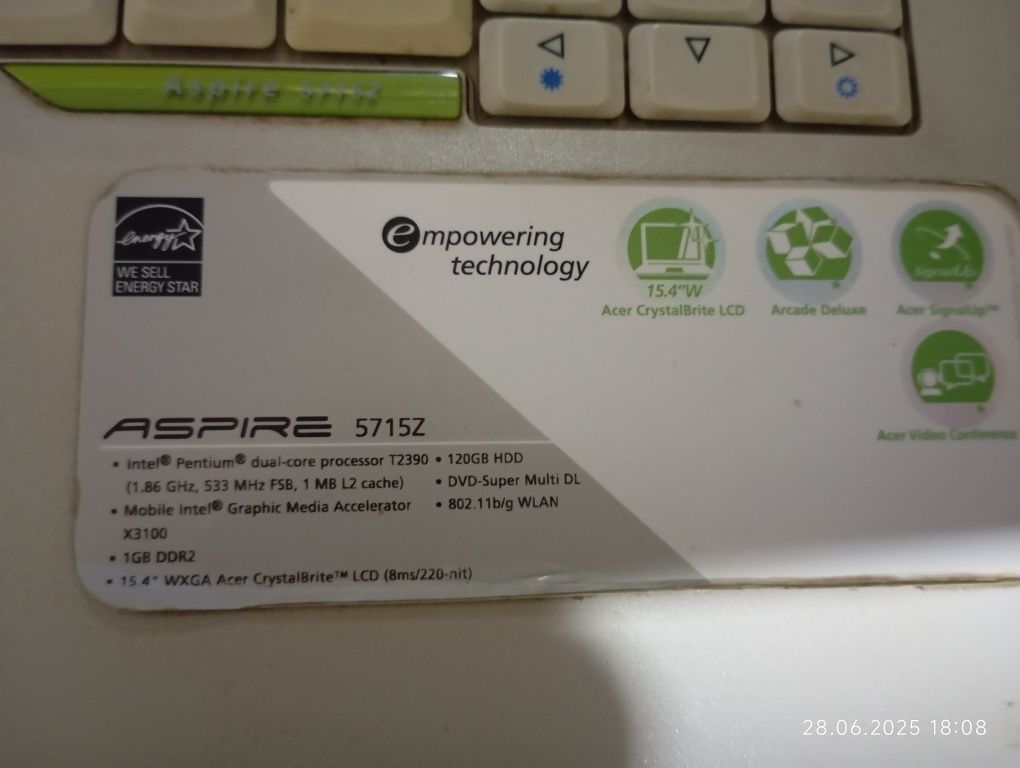 Aspire 5715Z
energy
WE SELL
ENERGY STAR
empowering
technology
15.4"W
Acer CrystalBrite LCD
Arcade Deluxe
SignalUp
Acer SignalUp™
Acer Video Conference
ASPIRE 5715Z
• Intel® Pentium® dual-core processor T2390
(1.86 GHz, 533 MHz FSB, 1 MB L2 cache)
• Mobile Intel® Graphic Media Accelerator
X3100
• 1GB DDR2
• 15.4" WXGA Acer CrystalBrite™ LCD (8ms/220-nit)
• 120GB HDD
• DVD-Super Multi DL
• 802.11b/g WLAN
28.06.2025 18:08